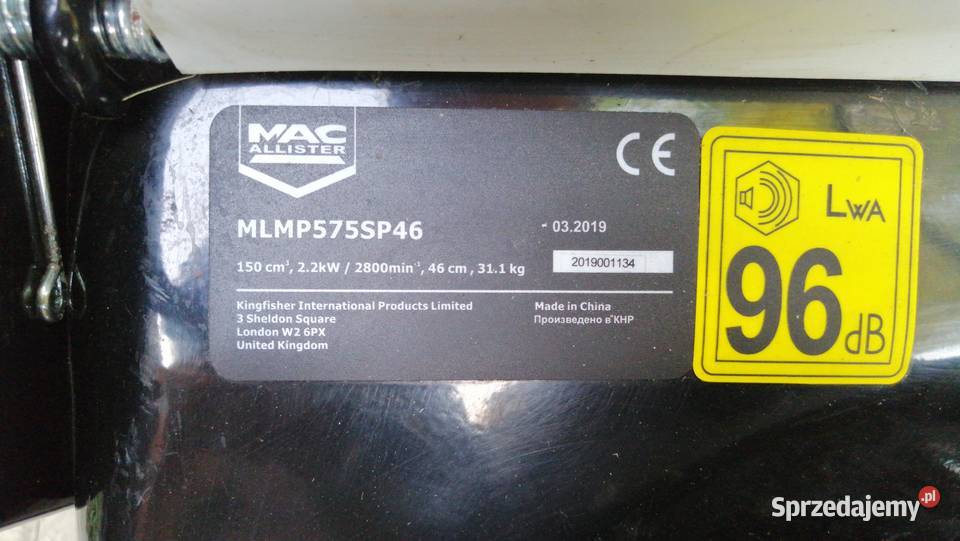 MAC
ALLISTER
CE
MLMP575SP46
- 03.2019
150 cm³, 2.2kW / 2800min⁻¹, 46 cm , 31.1 kg
2019001134
Kingfisher International Products Limited
3 Sheldon Square
London W2 6PX
United Kingdom
Made in China
Произведено в КНР
LWA
96 dB
Sprzedajemy.pl